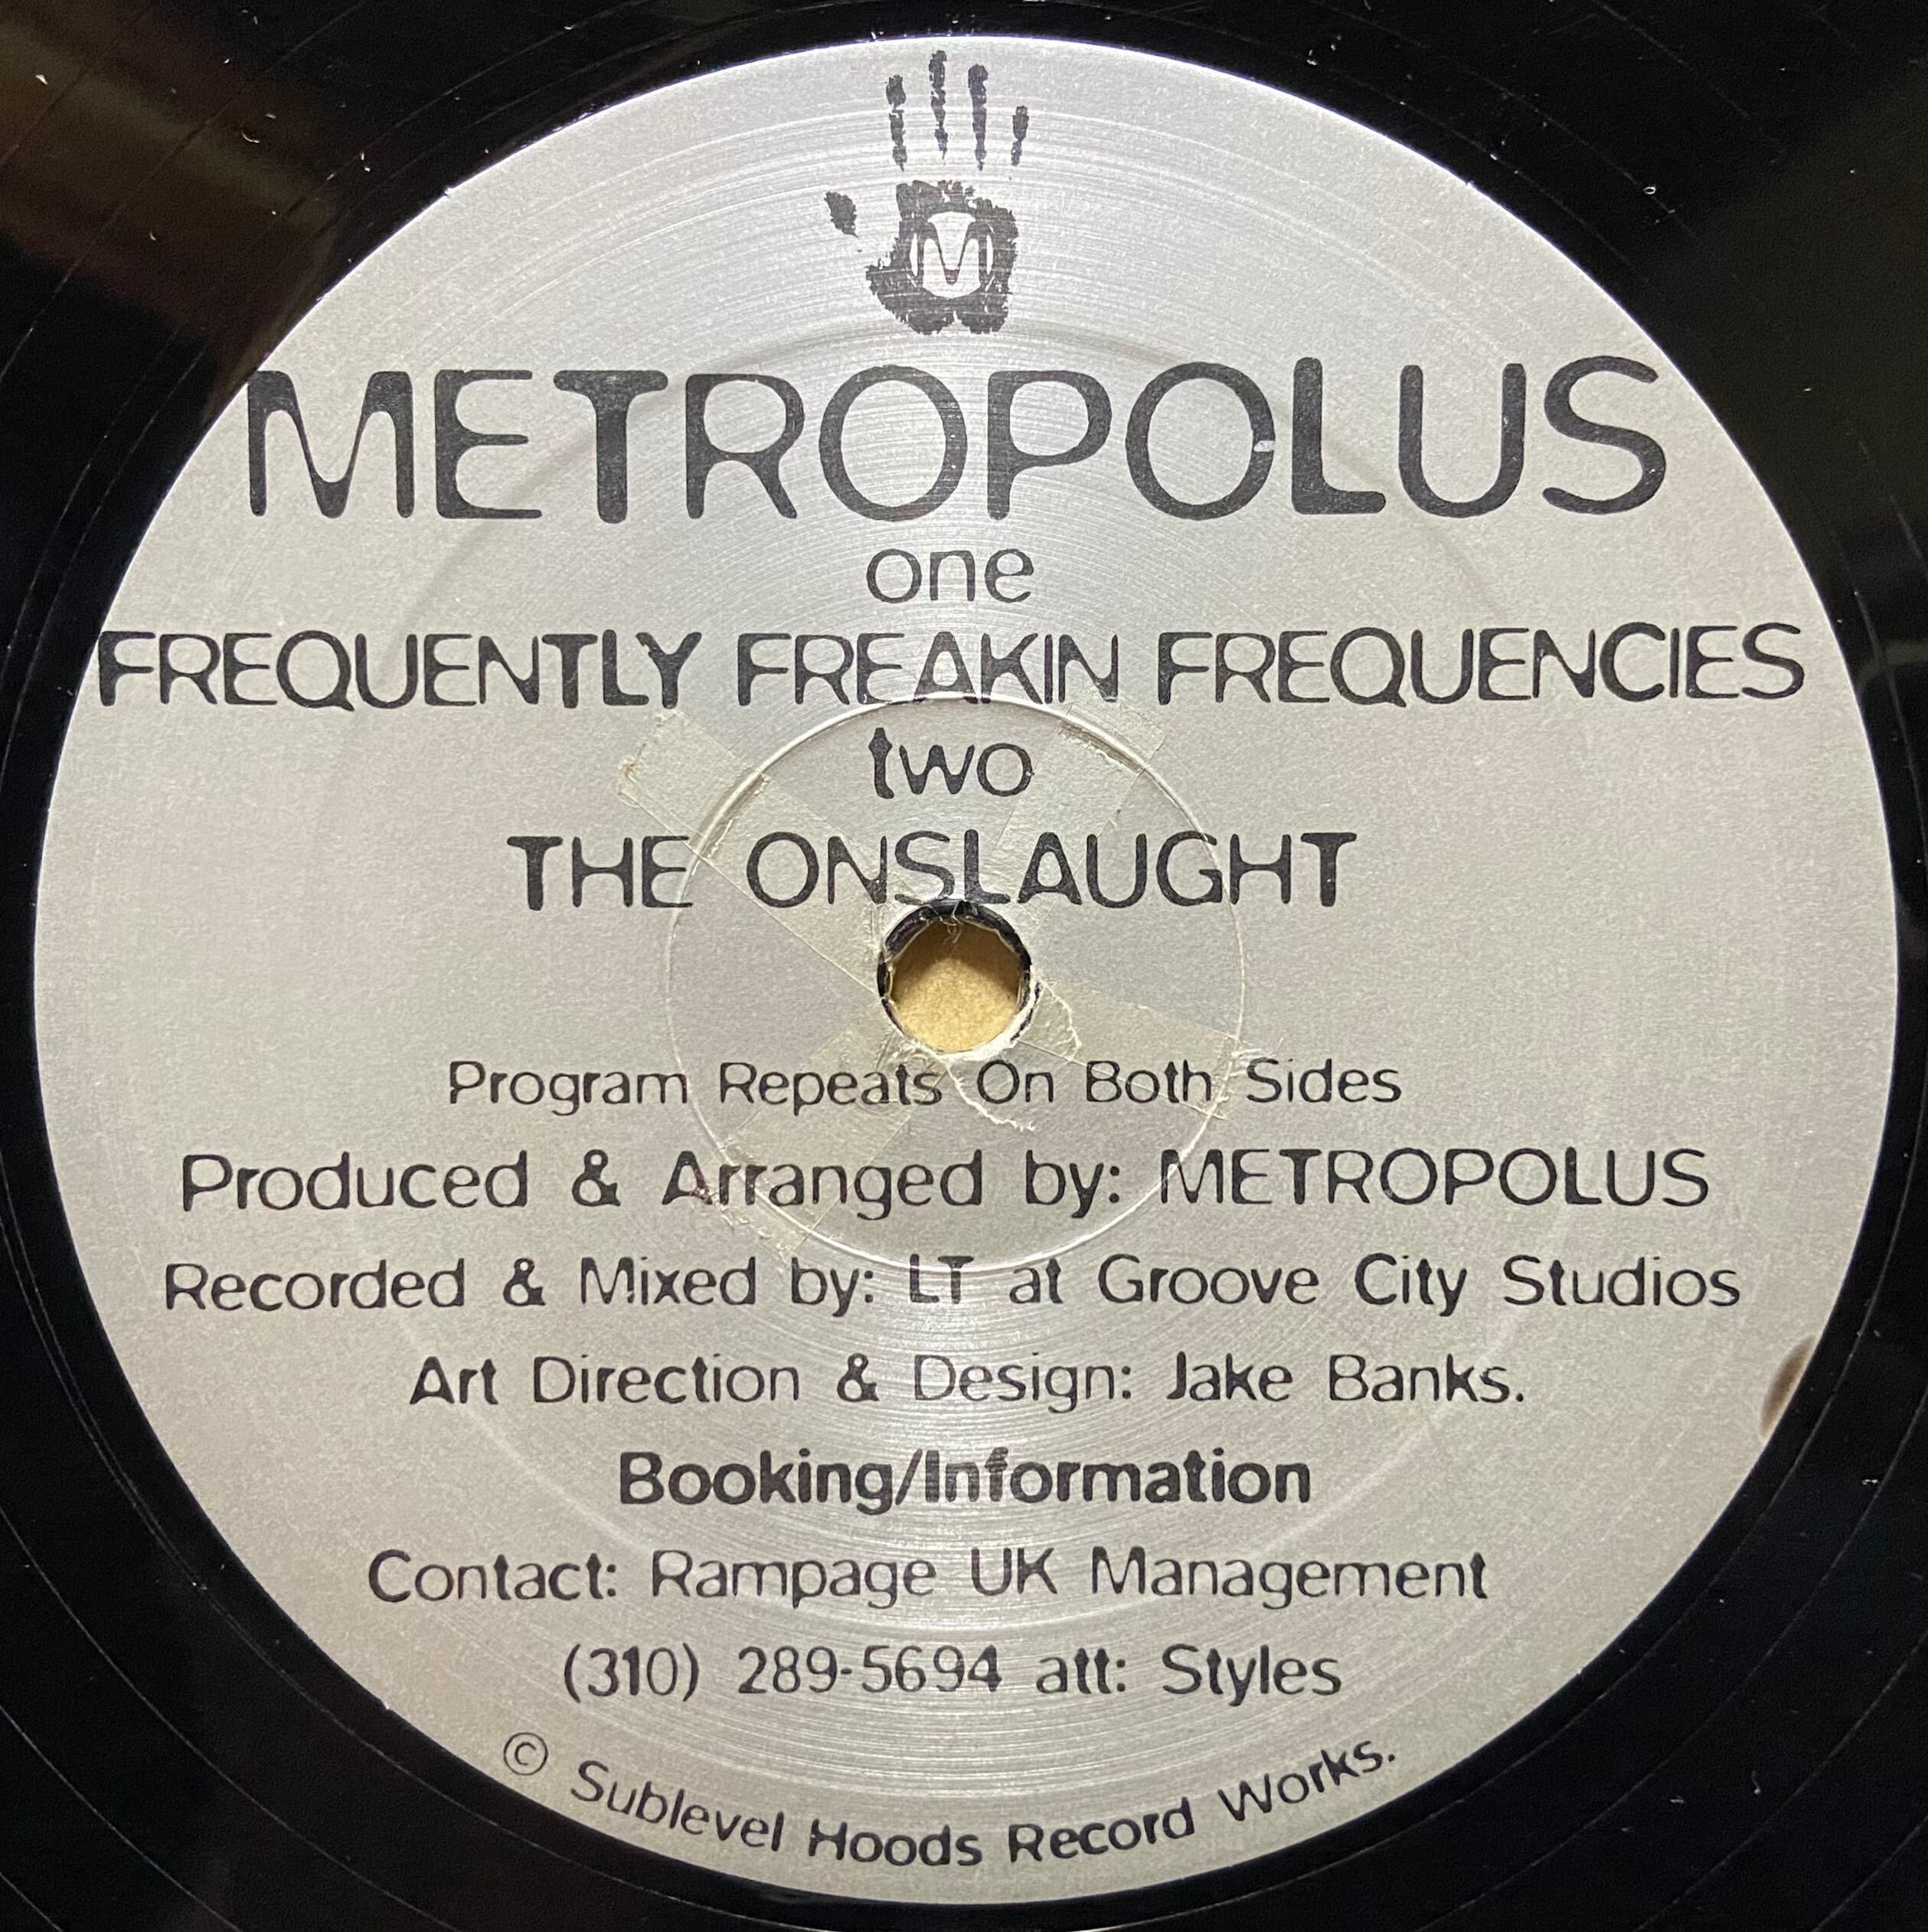 M
METROPOLUS
one
FREQUENTLY FREAKIN FREQUENCIES
two
THE ONSLAUGHT
Program Repeats On Both Sides
Produced & Arranged by: METROPOLUS
Recorded & Mixed by: LT at Groove City Studios
Art Direction & Design: Jake Banks.
Booking/Information
Contact: Rampage UK Management
(310) 289-5694 att: Styles
© Sublevel Hoods Record Works.